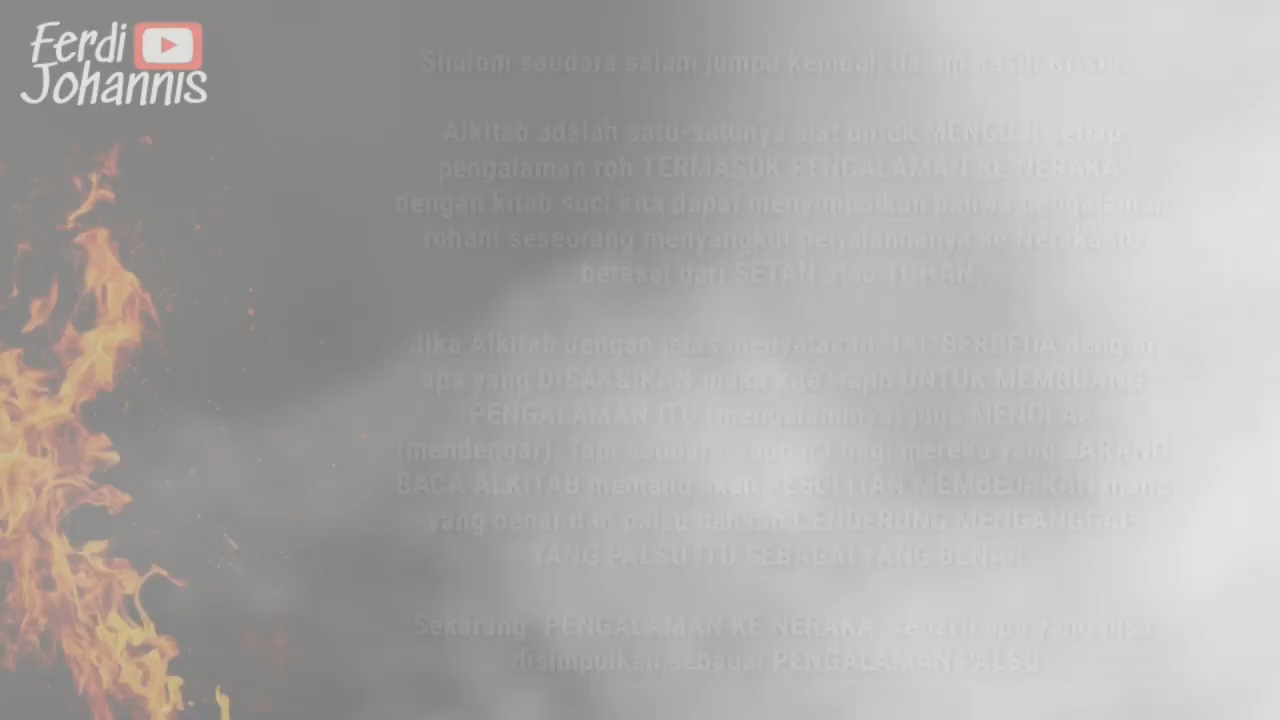 Ferdi
Johannis
Shalom saudara salam jumpa kembali dalam kasih Kristus
Alkitab adalah satu-satunya alat untuk MENGUJI setiap
pengalaman roh TERMASUK PENGALAMAN KE NERAKA
dengan kitab suci kita dapat menyimpulkan bahwa pengalaman
rohani seseorang menyangkut perjalannanya ke Neraka itu
berasal dari SETAN atau TUHAN
Jika Alkitab dengan jelas menyatakan HAL BERBEDA dengan
apa yang DISAKSIKAN maka kita wajib UNTUK MEMBUANG
PENGALAMAN ITU (mengalaminya) juga MENOLAK
(mendengar). Tapi saudara bagi mereka yang JARANG
BACA ALKITAB memang akan KESULITAN MEMBEDAKAN mana
yang benar dan palsu bahkan CENDERUNG MENGANGGAP
YANG PALSU ITU SEBAGAI YANG BENAR
Sekarang 'PENGALAMAN KE NERAKA' seperti apa yang bisa
disimpulkan sebagai PENGALAMAN PALSU